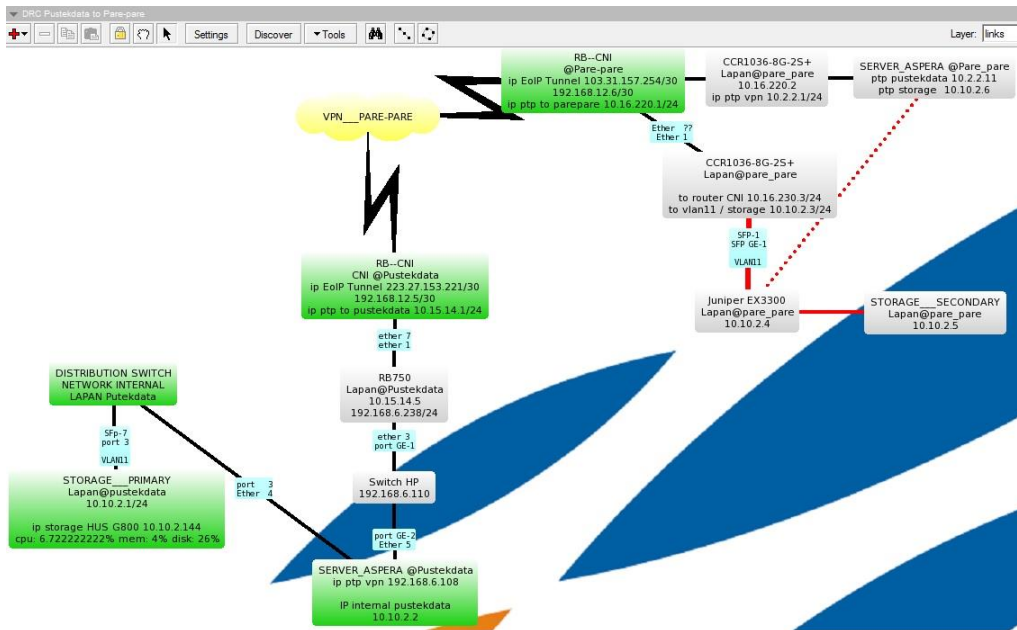 DRC Pustekdata to Pare-pare
Settings
Discover
Tools
Layer: links
RB--CNI
@Pare-pare
ip EoIP Tunnel 103.31.157.254/30
192.168.12.6/30
ip ptp to parepare 10.16.220.1/24
CCR1036-8G-2S+
Lapan@pare_pare
10.16.220.2
ip ptp vpn 10.2.2.1/24
SERVER_ASPERA @Pare_pare
ptp pustekdata 10.2.2.11
ptp storage 10.10.2.6
VPN___PARE-PARE
Ether ??
Ether 1
CCR1036-8G-2S+
Lapan@pare_pare
to router CNI 10.16.230.3/24
to vlan11 / storage 10.10.2.3/24
SFP-1
SFP GE-1
VLAN11
RB--CNI
CNI @Pustekdata
ip EoIP Tunnel 223.27.153.221/30
192.168.12.5/30
ip ptp to pustekdata 10.15.14.1/24
Juniper EX3300
Lapan@pare_pare
10.10.2.4
STORAGE___SECONDARY
Lapan@pare_pare
10.10.2.5
ether 7
ether 1
DISTRIBUTION SWITCH
NETWORK INTERNAL
LAPAN Putekdata
RB750
Lapan@Pustekdata
10.15.14.5
192.168.6.238/24
SFp-7
port 3
VLAN11
ether 3
port GE-1
STORAGE___PRIMARY
Lapan@pustekdata
10.10.2.1/24
ip storage HUS G800 10.10.2.144
cpu: 6.722222222% mem: 4% disk: 26%
port 3
Ether 4
Switch HP
192.168.6.110
port GE-2
Ether 5
SERVER_ASPERA @Pustekdata
ip ptp vpn 192.168.6.108
IP internal pustekdata
10.10.2.2